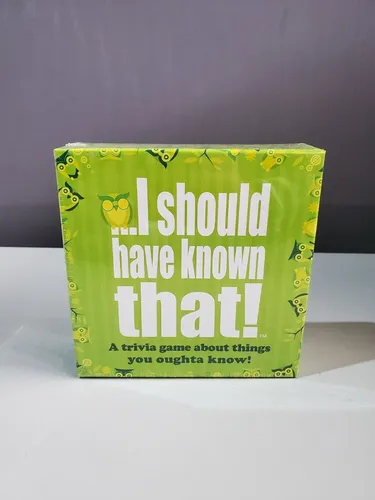 ...I should
have known
that!
A trivia game about things
you oughta know!